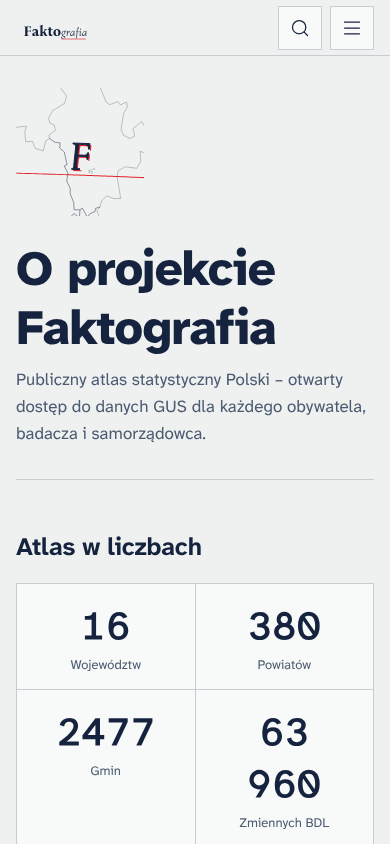 Faktografia
F
O projekcie
Faktografia
Publiczny atlas statystyczny Polski – otwarty
dostęp do danych GUS dla każdego obywatela,
badacza i samorządowca.
Atlas w liczbach
16
Województw
380
Powiatów
2477
Gmin
63
960
Zmiennych BDL